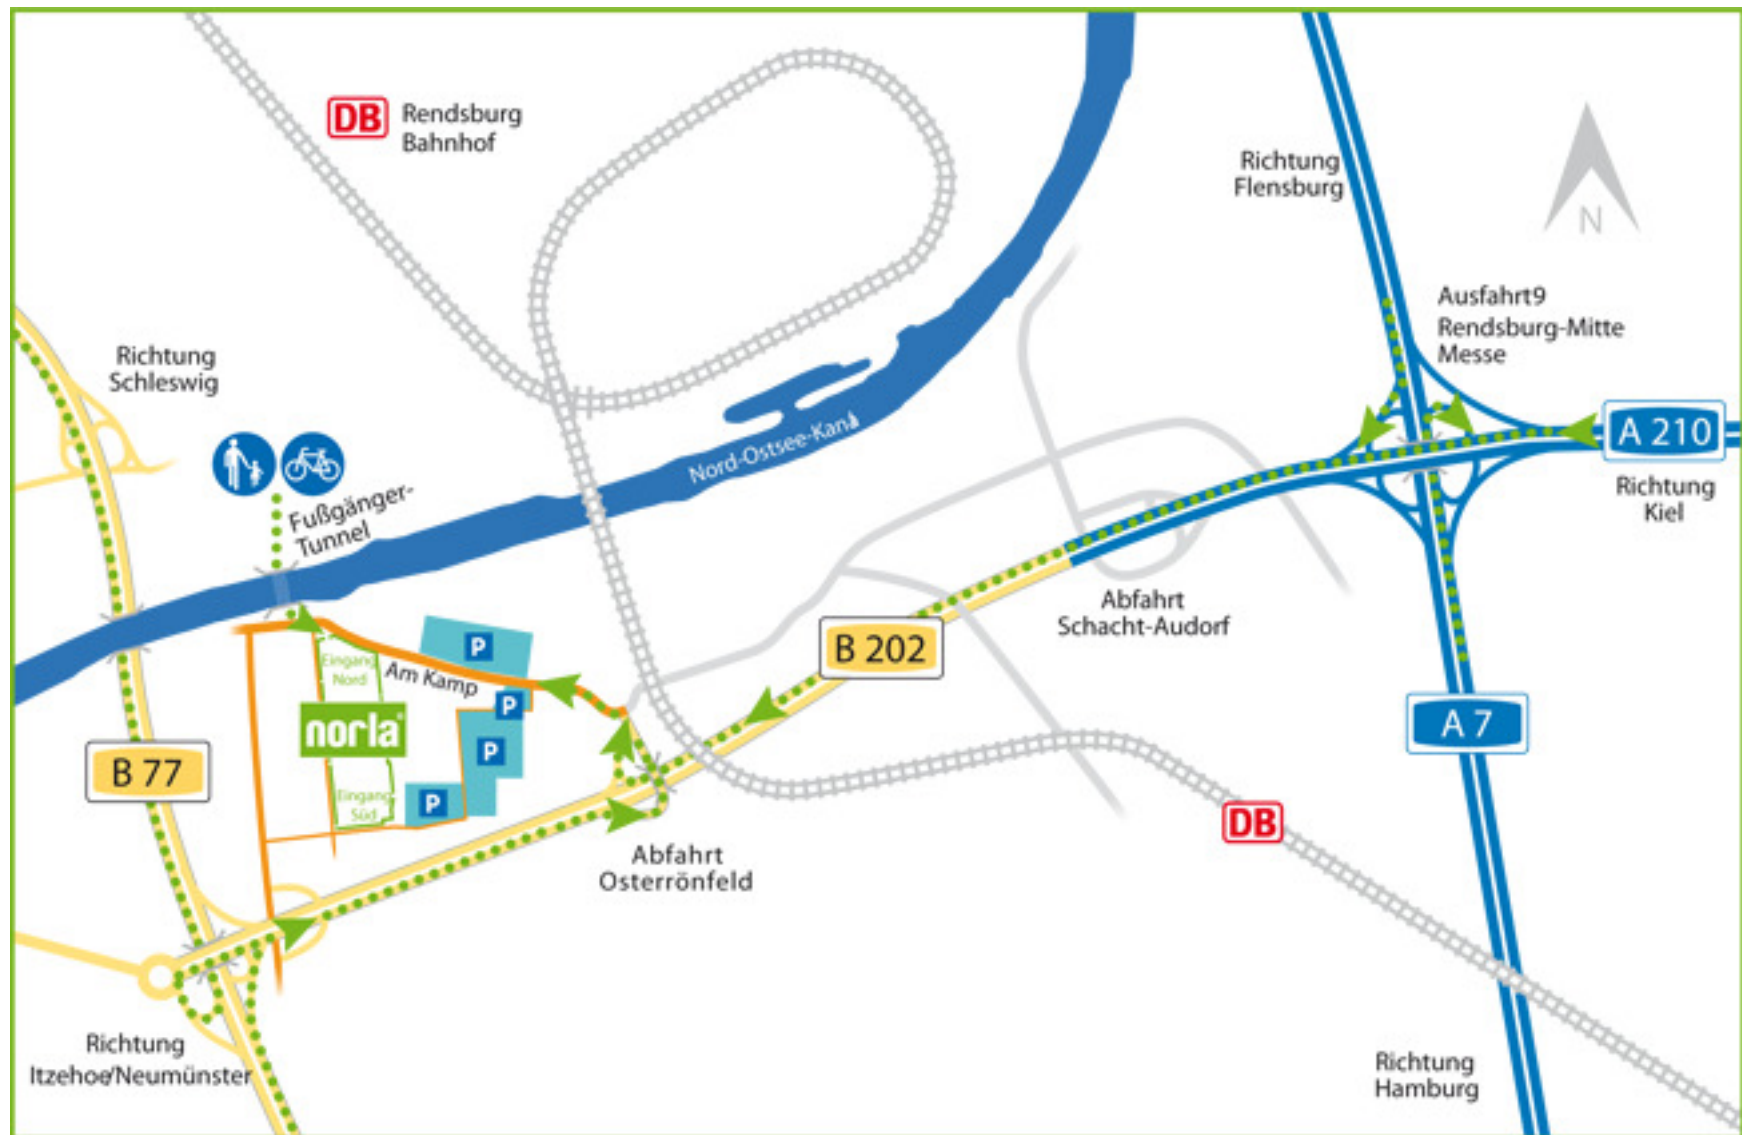 DB
Rendsburg
Bahnhof
Richtung
Flensburg
N
Ausfahrt9
Rendsburg-Mitte
Messe
Richtung
Schleswig
A 210
Richtung
Kiel
Nord-Ostsee-Kanal
Fußgänger-
Tunnel
Abfahrt
Schacht-Audorf
B 202
P
Am Kamp
Eingang
Nord
P
norla
P
A 7
B 77
P
Eingang
Süd
DB
Abfahrt
Osterrönfeld
Richtung
Itzehoe/Neumünster
Richtung
Hamburg